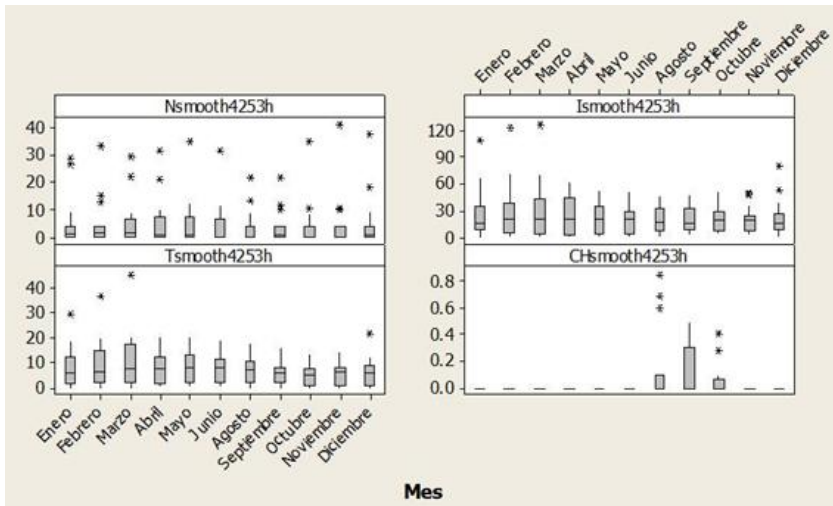 Enero Febrero Marzo Abril Mayo Junio Agosto Septiembre Octubre Noviembre Diciembre
Nsmooth4253h
40
30
20
10
0
Ismooth4253h
120
90
60
30
0
Tsmooth4253h
40
30
20
10
0
CHsmooth4253h
0.8
0.6
0.4
0.2
0.0
Enero Febrero Marzo Abril Mayo Junio Agosto Septiembre Octubre Noviembre Diciembre
Mes